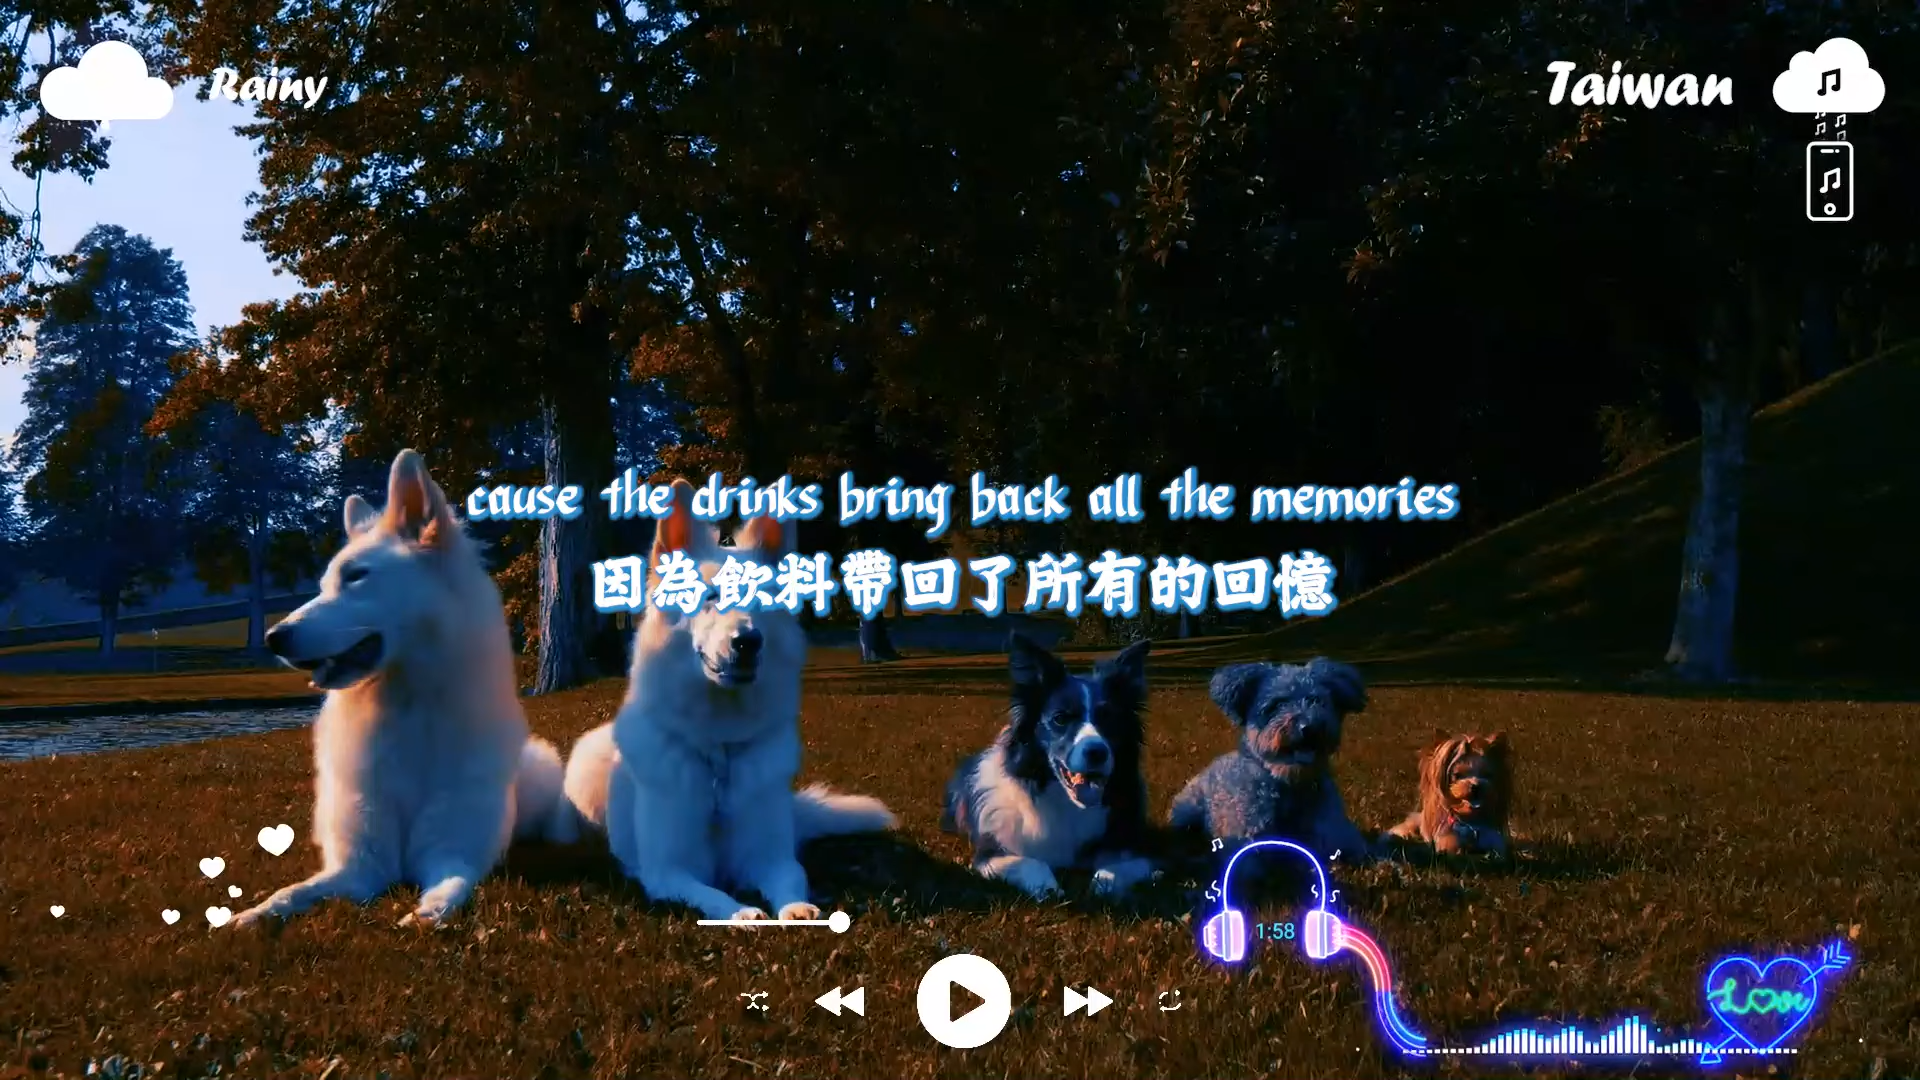 Rainy
Taiwan
cause the drinks bring back all the memories
因為飲料帶回了所有的回憶
1:58
Love